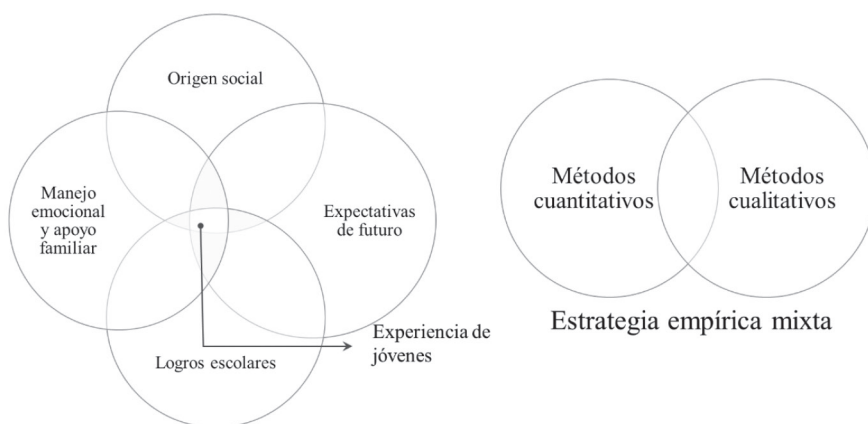 Origen social
Manejo
emocional
y apoyo
familiar
Expectativas
de futuro
Logros escolares
Experiencia de
jóvenes
Métodos
cuantitativos
Métodos
cualitativos
Estrategia empírica mixta